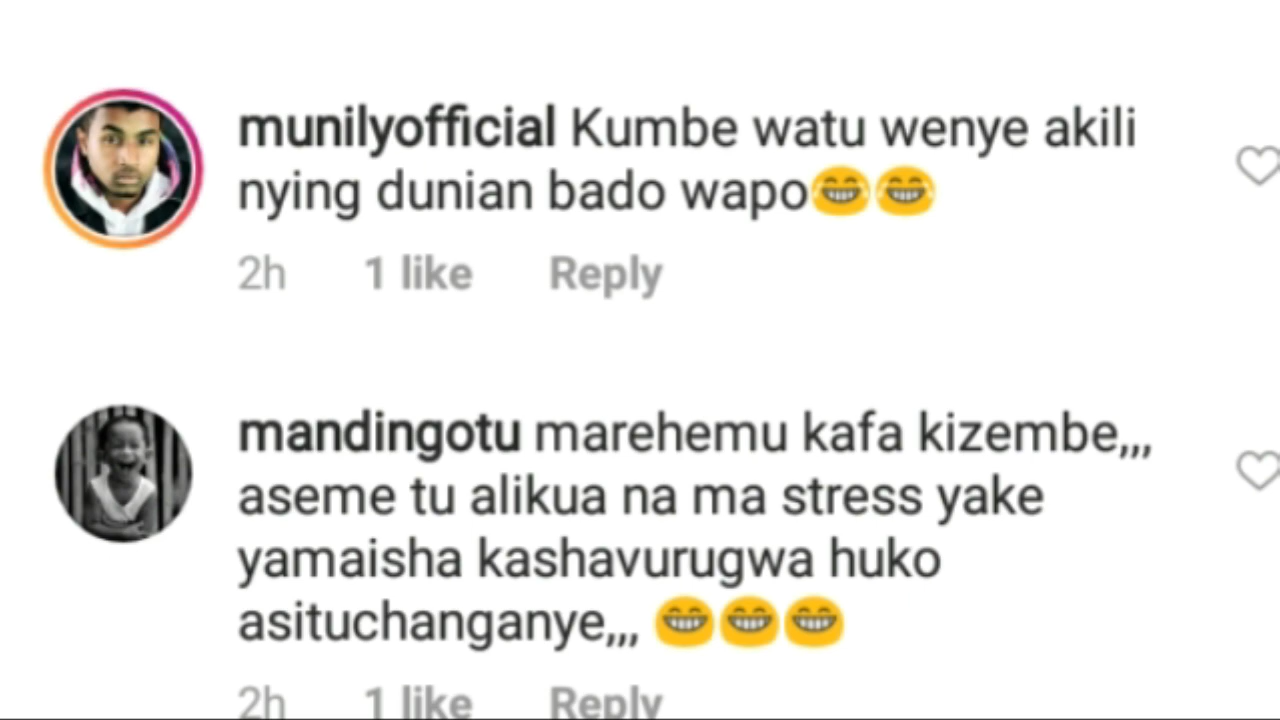 munilyofficial Kumbe watu wenye akili
nying dunian bado wapo😂😂
2h 1 like Reply
mandingotu marehemu kafa kizembe,,,
aseme tu alikua na ma stress yake
yamaisha kashavurugwa huko
asituchanganye,,, 😁😁😁
2h 1 like Reply